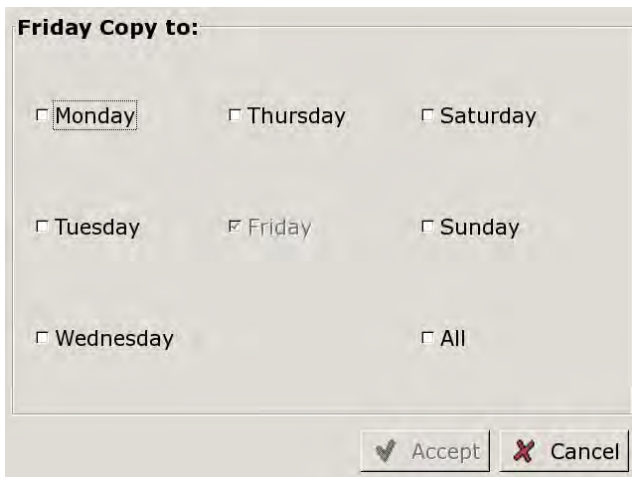 Friday Copy to:
Monday Thursday Saturday
Tuesday Friday Sunday
Wednesday All
Accept Cancel